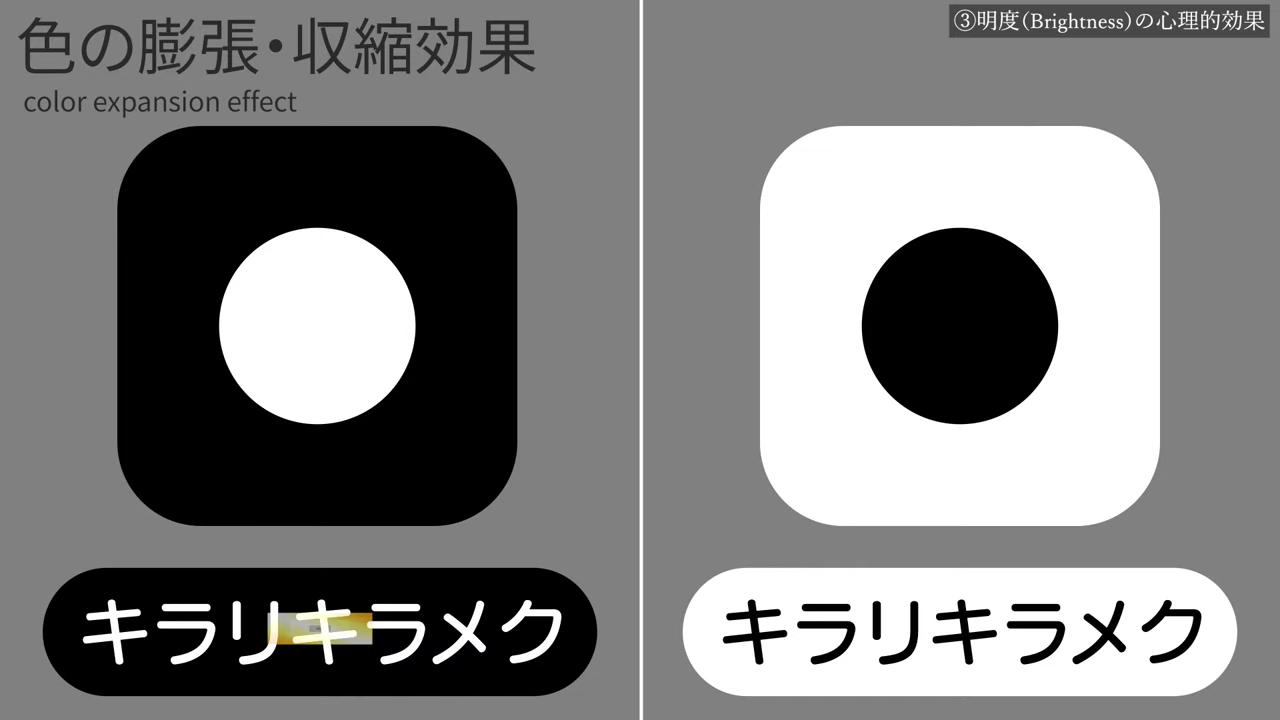 色の膨張・収縮効果
color expansion effect
③明度(Brightness)の心理的効果
キラリキラメク
キラリキラメク